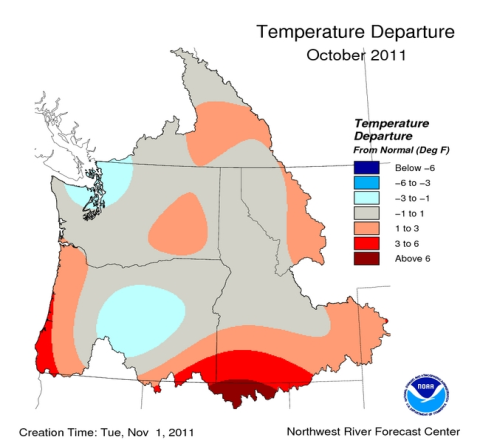 Temperature Departure
October 2011
Temperature
Departure
From Normal (Deg F)
Below −6
−6 to −3
−3 to −1
−1 to 1
1 to 3
3 to 6
Above 6
NOAA
Creation Time: Tue, Nov 1, 2011
Northwest River Forecast Center